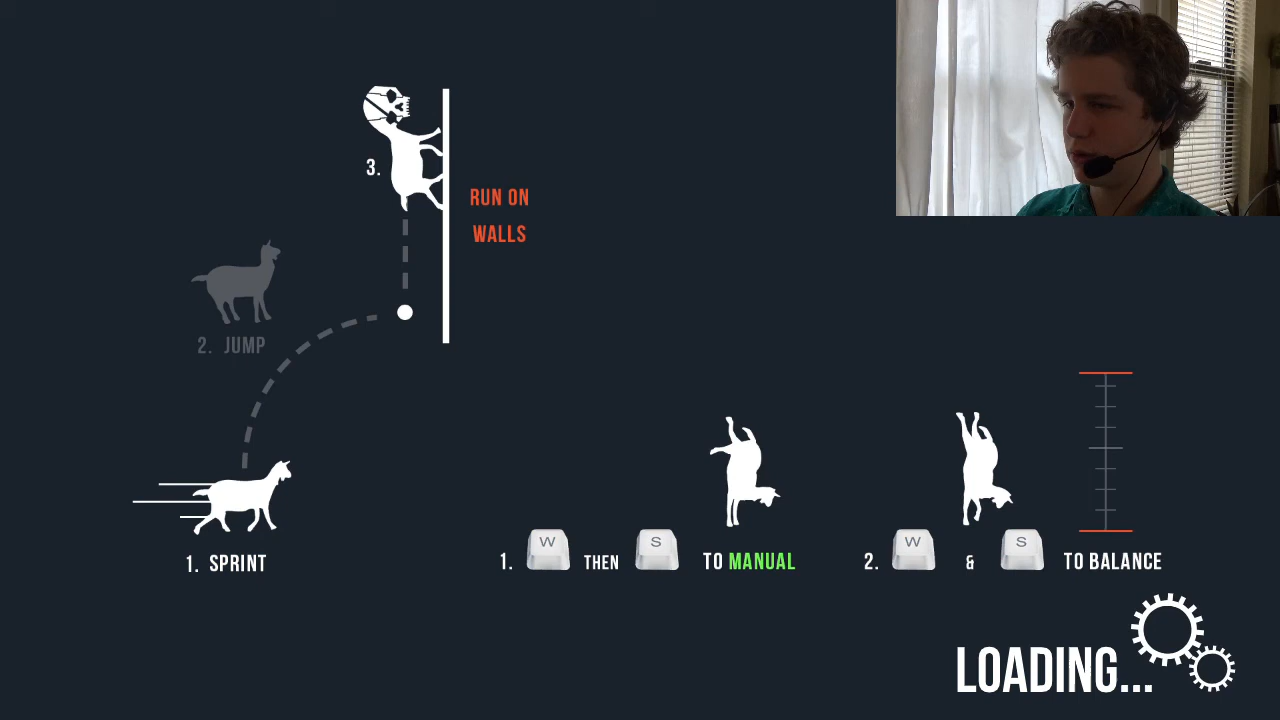 3.
RUN ON
WALLS
2. JUMP
1. SPRINT
1. W THEN S TO MANUAL
2. W & S TO BALANCE
LOADING...